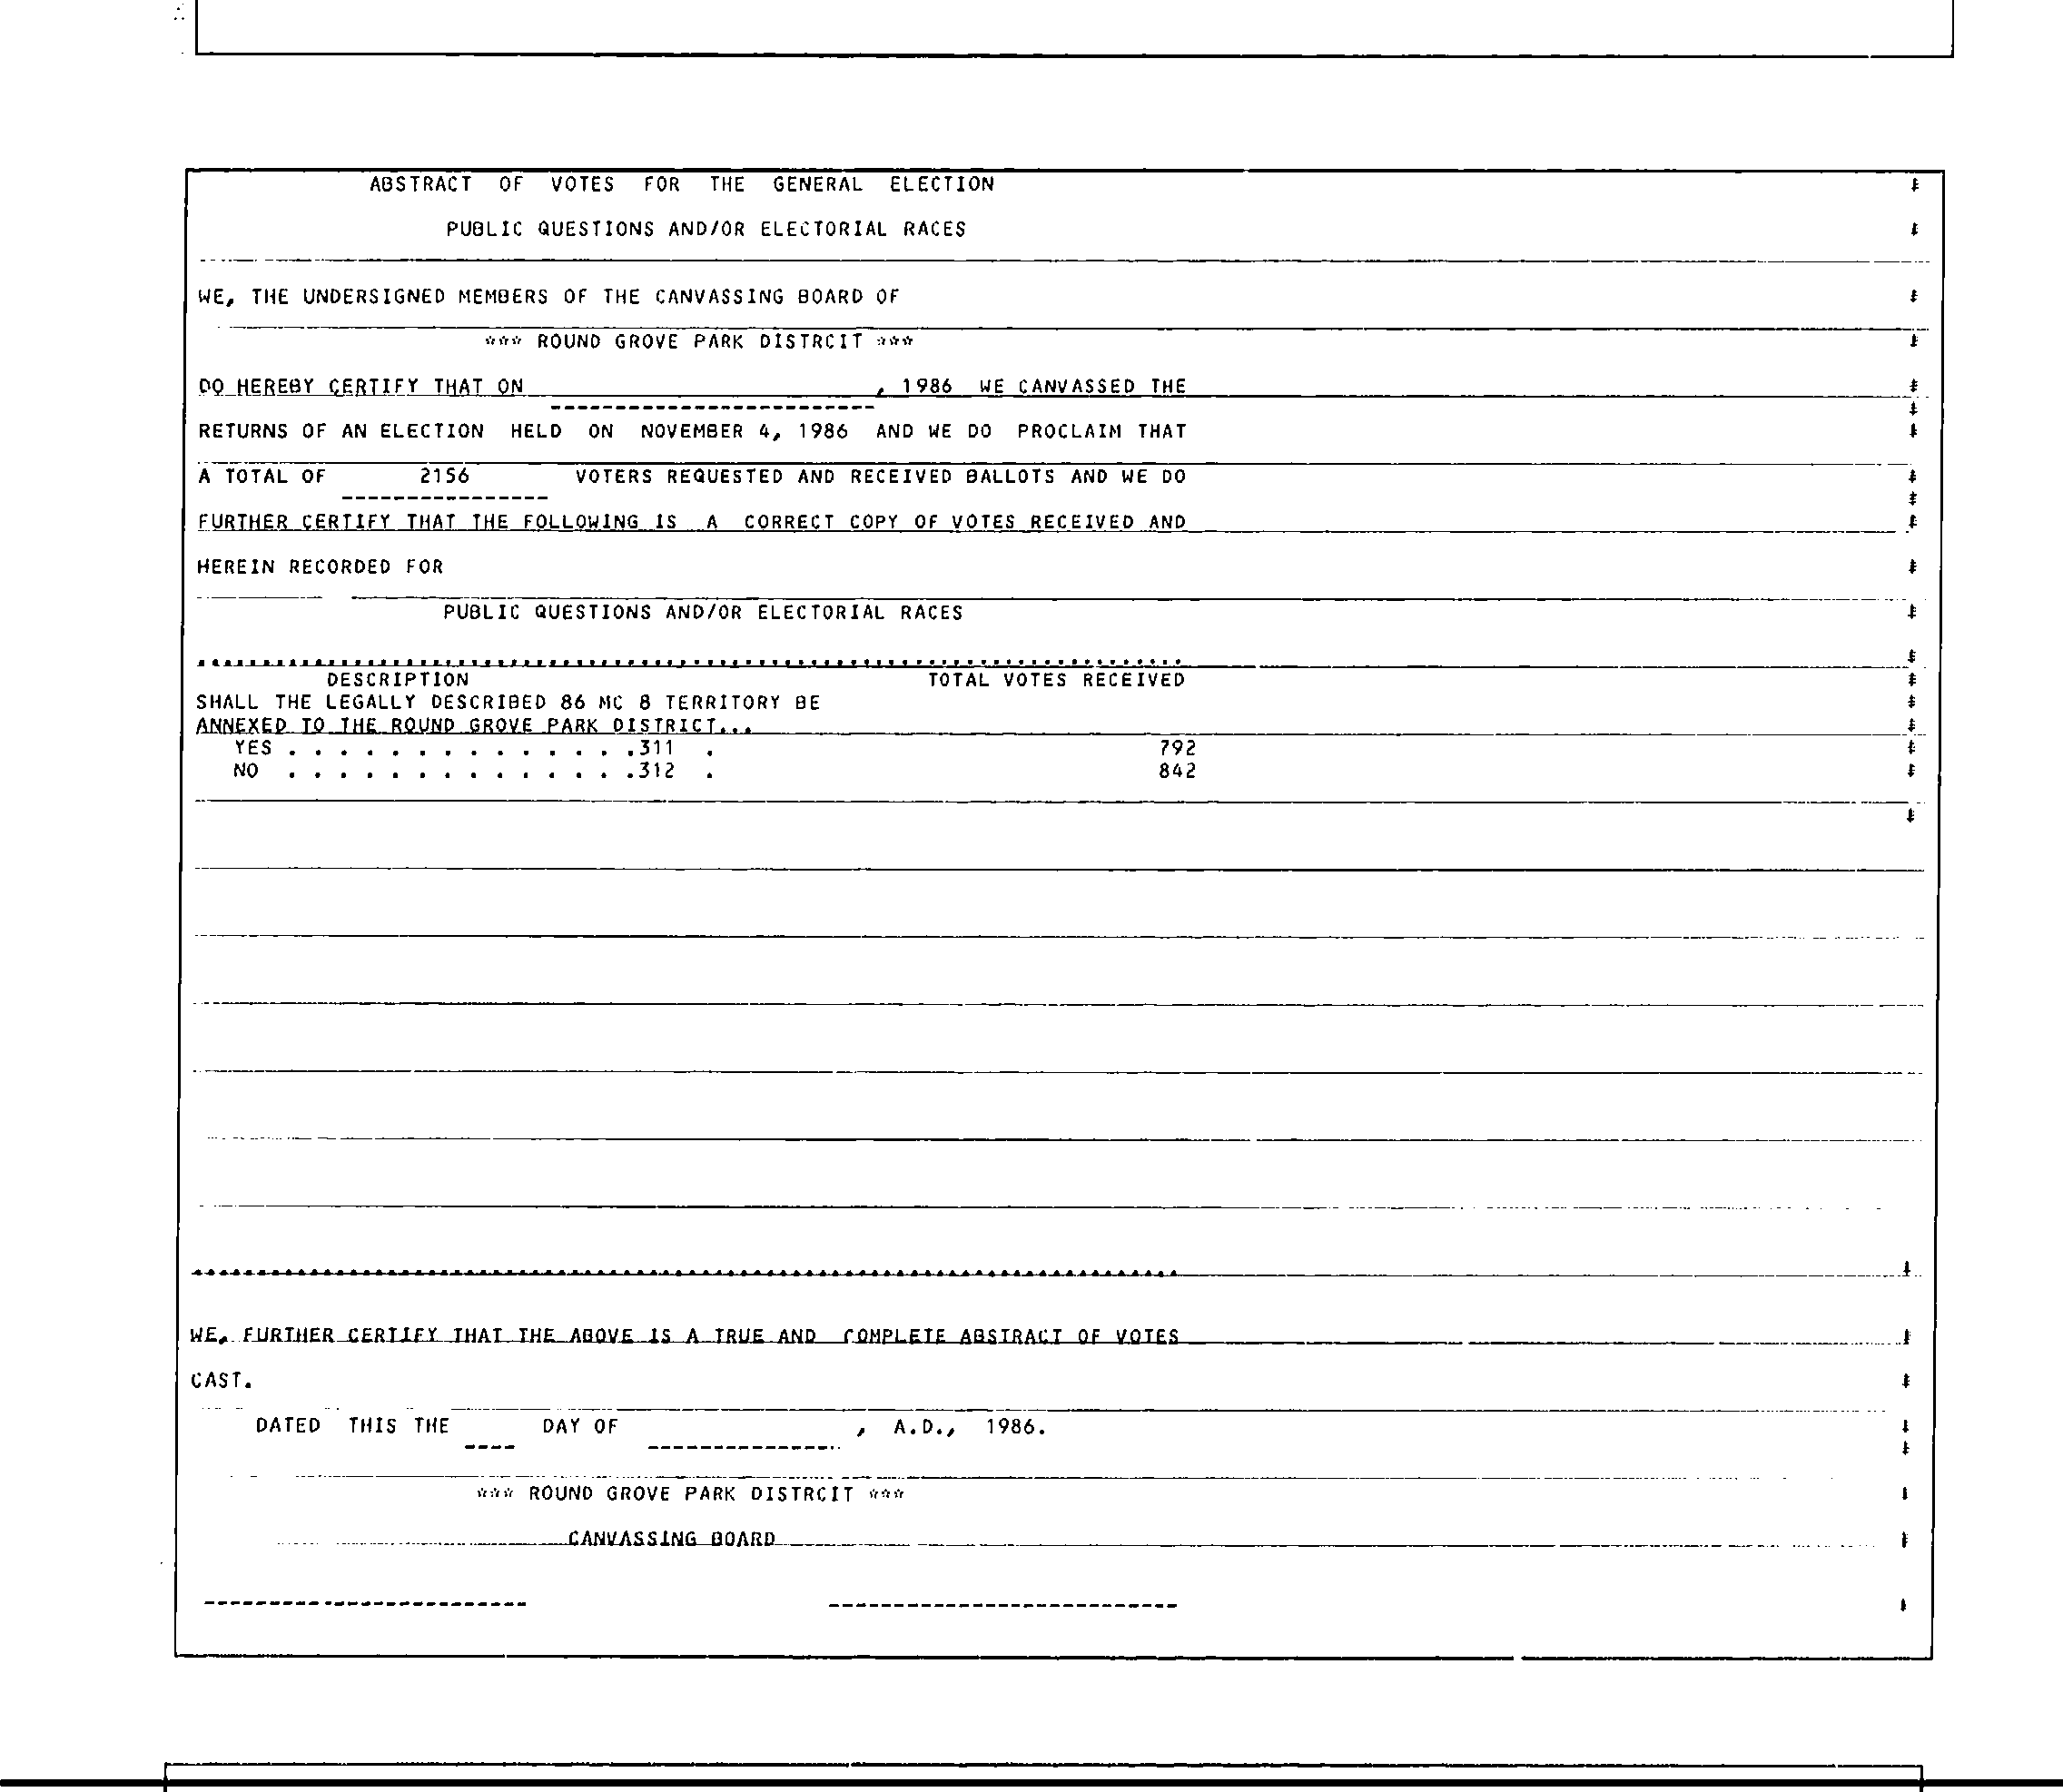 ABSTRACT OF VOTES FOR THE GENERAL ELECTION
PUBLIC QUESTIONS AND/OR ELECTORIAL RACES
WE, THE UNDERSIGNED MEMBERS OF THE CANVASSING BOARD OF
*** ROUND GROVE PARK DISTRCIT ***
DO HEREBY CERTIFY THAT ON , 1986 WE CANVASSED THE
RETURNS OF AN ELECTION HELD ON NOVEMBER 4, 1986 AND WE DO PROCLAIM THAT
A TOTAL OF 2156 VOTERS REQUESTED AND RECEIVED BALLOTS AND WE DO
FURTHER CERTIFY THAT THE FOLLOWING IS A CORRECT COPY OF VOTES RECEIVED AND
HEREIN RECORDED FOR
PUBLIC QUESTIONS AND/OR ELECTORIAL RACES
DESCRIPTION TOTAL VOTES RECEIVED
SHALL THE LEGALLY DESCRIBED 86 MC 8 TERRITORY BE
ANNEXED TO THE ROUND GROVE PARK DISTRICT...
YES . . . . . . . . . . . . . .311 . 792
NO . . . . . . . . . . . . . .312 . 842
WE, FURTHER CERTIFY THAT THE ABOVE IS A TRUE AND COMPLETE ABSTRACT OF VOTES
CAST.
DATED THIS THE ---- DAY OF --------------- , A.D., 1986.
*** ROUND GROVE PARK DISTRCIT ***
CANVASSING BOARD